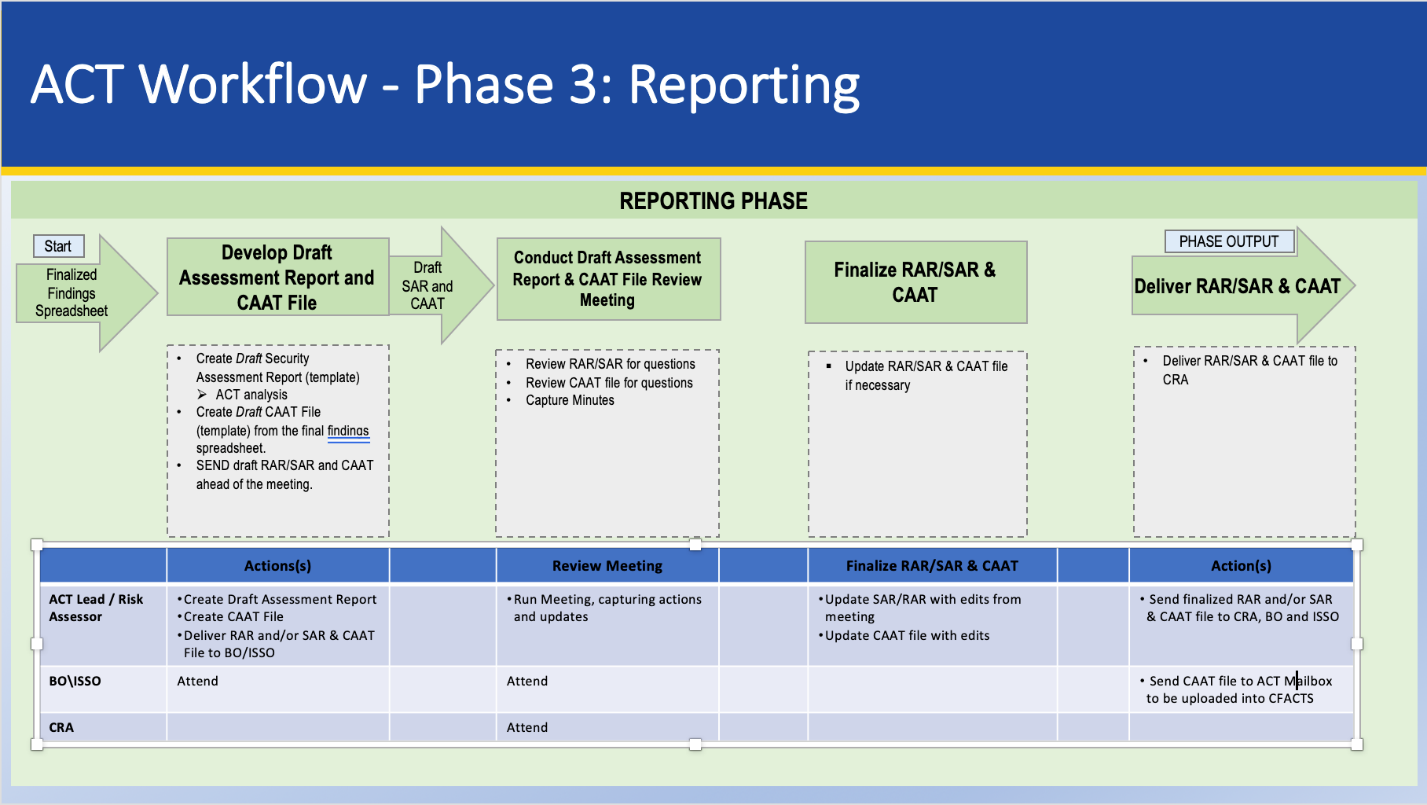 ACT Workflow - Phase 3: Reporting
REPORTING PHASE
Start
Finalized
Findings
Spreadsheet
Develop Draft
Assessment Report and
CAAT File
Draft
SAR and
CAAT
Conduct Draft Assessment
Report & CAAT File Review
Meeting
Finalize RAR/SAR &
CAAT
PHASE OUTPUT
Deliver RAR/SAR & CAAT
• Create Draft Security
Assessment Report (template)
➢ ACT analysis
• Create Draft CAAT File
(template) from the final findings
spreadsheet.
• SEND draft RAR/SAR and CAAT
ahead of the meeting.
• Review RAR/SAR for questions
• Review CAAT file for questions
• Capture Minutes
▪ Update RAR/SAR & CAAT file
if necessary
• Deliver RAR/SAR & CAAT file to
CRA
Actions(s)
Review Meeting
Finalize RAR/SAR & CAAT
Action(s)
ACT Lead / Risk
Assessor
•Create Draft Assessment Report
•Create CAAT File
•Deliver RAR and/or SAR & CAAT
File to BO/ISSO
•Run Meeting, capturing actions
and updates
•Update SAR/RAR with edits from
meeting
•Update CAAT file with edits
• Send finalized RAR and/or SAR
& CAAT file to CRA, BO and ISSO
BO\ISSO
Attend
Attend
• Send CAAT file to ACT Mailbox
to be uploaded into CFACTS
CRA
Attend